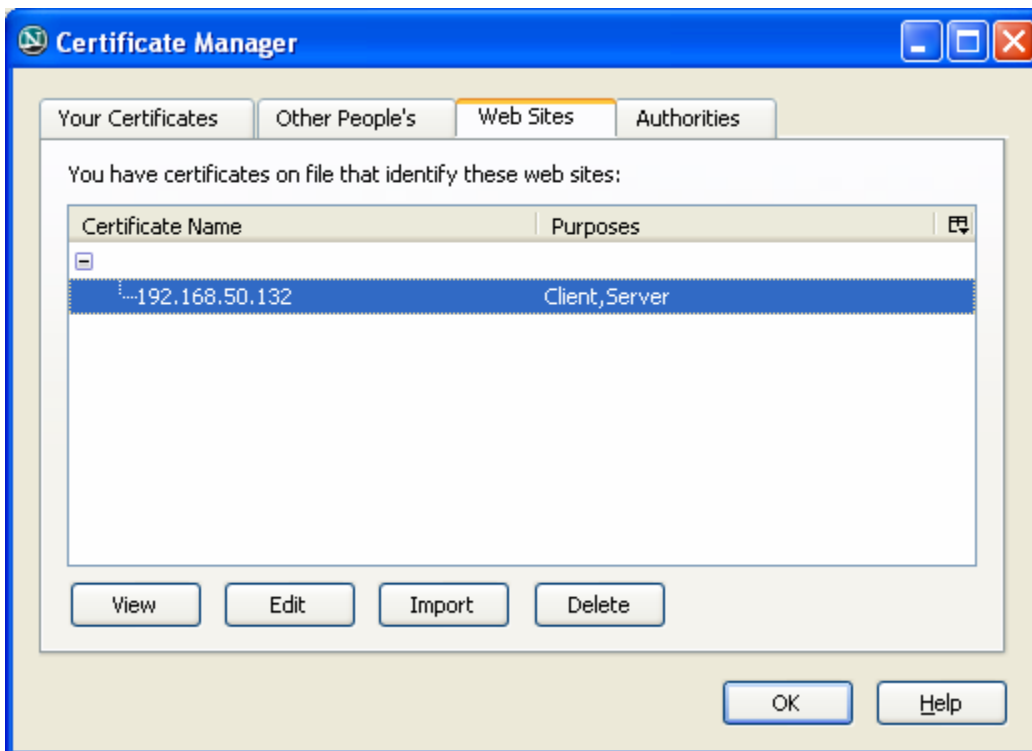 Certificate Manager
Your Certificates Other People's Web Sites Authorities
You have certificates on file that identify these web sites:
Certificate Name Purposes
192.168.50.132 Client,Server
View Edit Import Delete
OK Help